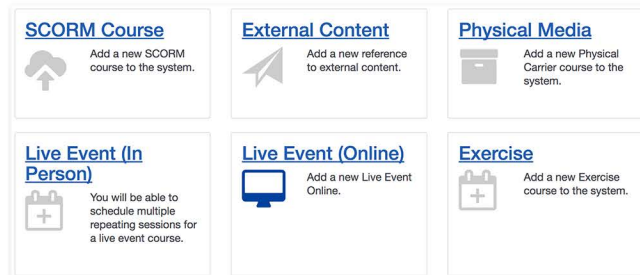 SCORM Course
Add a new SCORM
course to the system.
External Content
Add a new reference
to external content.
Physical Media
Add a new Physical
Carrier course to the
system.
Live Event (In
Person)
You will be able to
schedule multiple
repeating sessions for
a live event course.
Live Event (Online)
Add a new Live Event
Online.
Exercise
Add a new Exercise
course to the system.